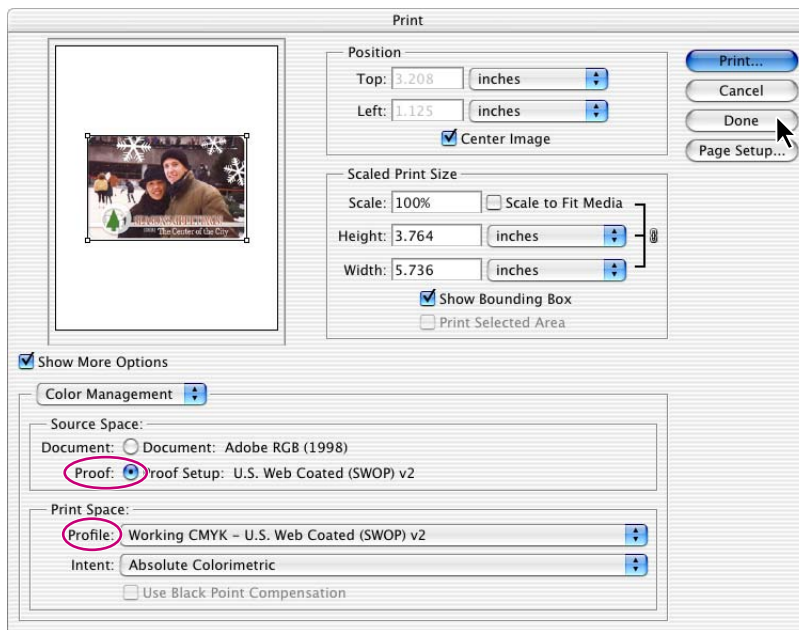 Print
Position
Top: 3.208 inches
Left: 1.125 inches
Center Image
Print...
Cancel
Done
Page Setup...
Scaled Print Size
Scale: 100% Scale to Fit Media
Height: 3.764 inches
Width: 5.736 inches
Show Bounding Box
Print Selected Area
SEASON'S GREETINGS
FROM The Center of the City
Show More Options
Color Management
Source Space:
Document: Document: Adobe RGB (1998)
Proof: Proof Setup: U.S. Web Coated (SWOP) v2
Print Space:
Profile: Working CMYK – U.S. Web Coated (SWOP) v2
Intent: Absolute Colorimetric
Use Black Point Compensation